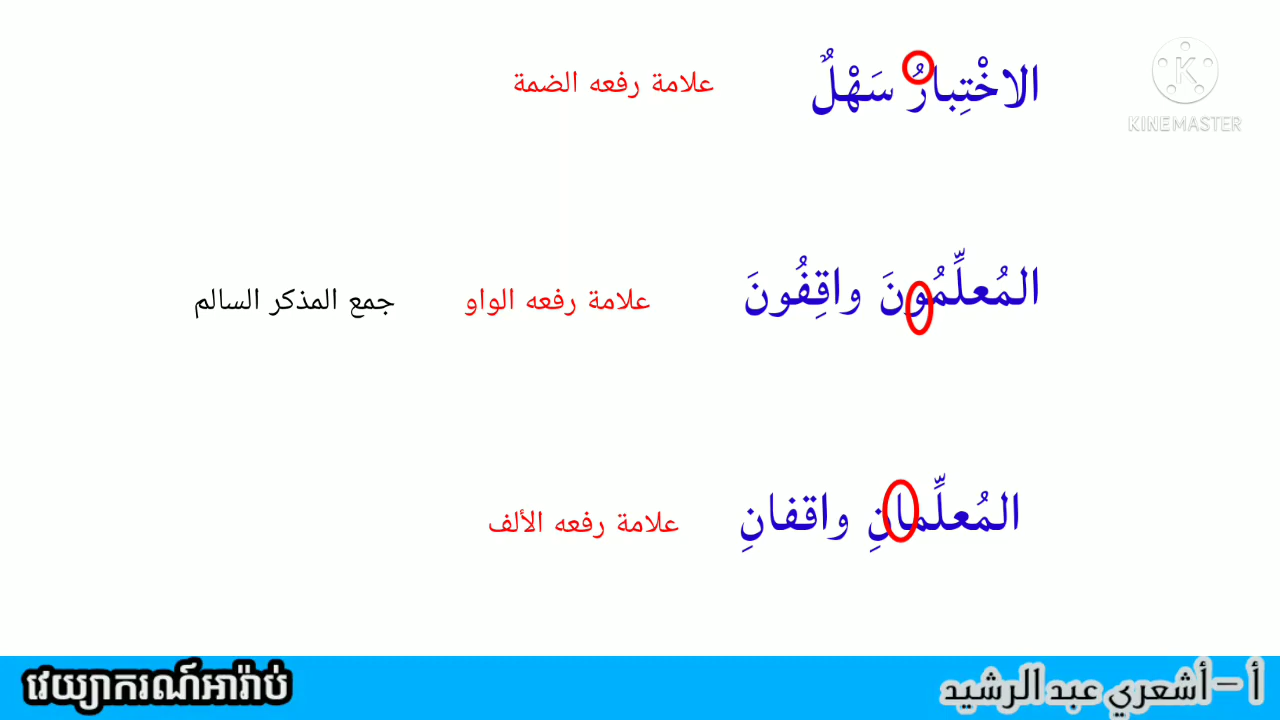 الاخْتِبارُ سَهْلٌ علامة رفعه الضمة
KINEMASTER
المُعلِّمُونَ واقِفُونَ علامة رفعه الواو جمع المذكر السالم
المُعلِّمانِ واقفانِ علامة رفعه الألف
វេយ្យាករណ៍អារ៉ាប់
أ - أشعري عبد الرشيد